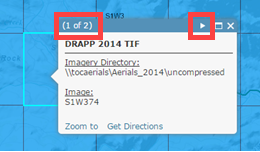 S1W3
(1 of 2)
DRAPP 2014 TIF
Imagery Directory:
\\tocaerials\Aerials_2014\uncompressed
Image:
S1W374
Zoom to Get Directions